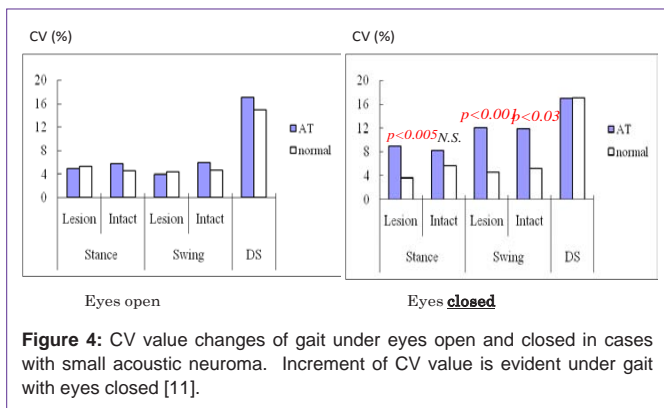 CV (%)
20
16
12
8
4
0
AT
normal
Lesion Intact Lesion Intact
Stance Swing DS
Eyes open
CV (%)
20
16
12
8
4
0
p<0.005 N.S. p<0.001 p<0.03
AT
normal
Lesion Intact Lesion Intact
Stance Swing DS
Eyes closed
Figure 4: CV value changes of gait under eyes open and closed in cases
with small acoustic neuroma. Increment of CV value is evident under gait
with eyes closed [11].